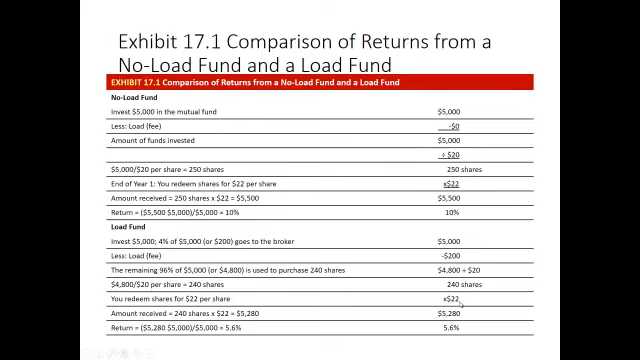 Exhibit 17.1 Comparison of Returns from a
No-Load Fund and a Load Fund
EXHIBIT 17.1 Comparison of Returns from a No-Load Fund and a Load Fund
No-Load Fund
Invest $5,000 in the mutual fund $5,000
Less: Load (fee) -$0
Amount of funds invested $5,000
÷ $20
$5,000/$20 per share = 250 shares 250 shares
End of Year 1: You redeem shares for $22 per share x$22
Amount received = 250 shares x $22 = $5,500 $5,500
Return = ($5,500 $5,000)/$5,000 = 10% 10%
Load Fund
Invest $5,000; 4% of $5,000 (or $200) goes to the broker $5,000
Less: Load (fee) -$200
The remaining 96% of $5,000 (or $4,800) is used to purchase 240 shares $4,800 ÷ $20
$4,800/$20 per share = 240 shares 240 shares
You redeem shares for $22 per share x$22
Amount received = 240 shares x $22 = $5,280 $5,280
Return = ($5,280 $5,000)/$5,000 = 5.6% 5.6%